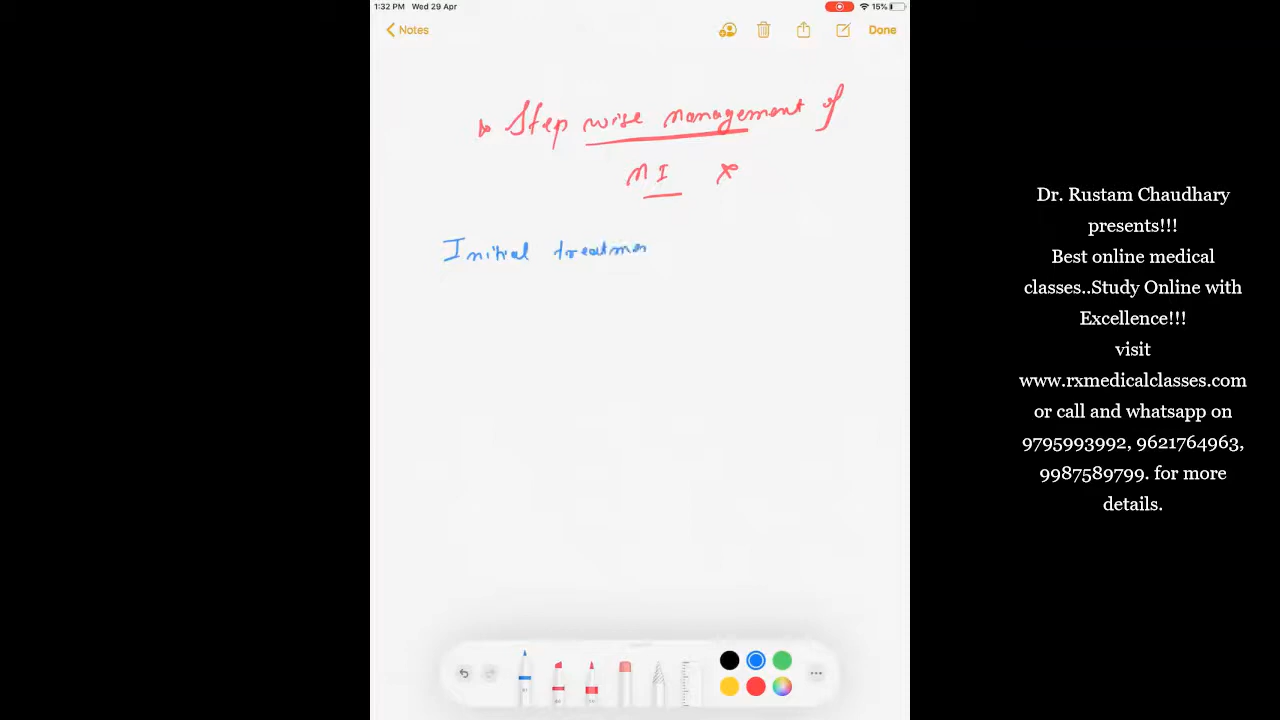 1:32 PM Wed 29 Apr
15%
Notes
Done
Step wise management of
MI
Initial treatmen
Dr. Rustam Chaudhary
presents!!!
Best online medical
classes..Study Online with
Excellence!!!
visit
www.rxmedicalclasses.com
or call and whatsapp on
9795993992, 9621764963,
9987589799. for more
details.